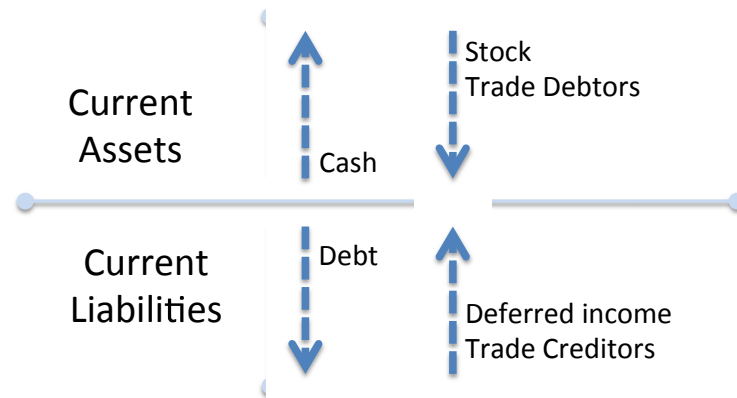 Current
Assets
Cash
Stock
Trade Debtors
Current
Liabilities
Debt
Deferred income
Trade Creditors